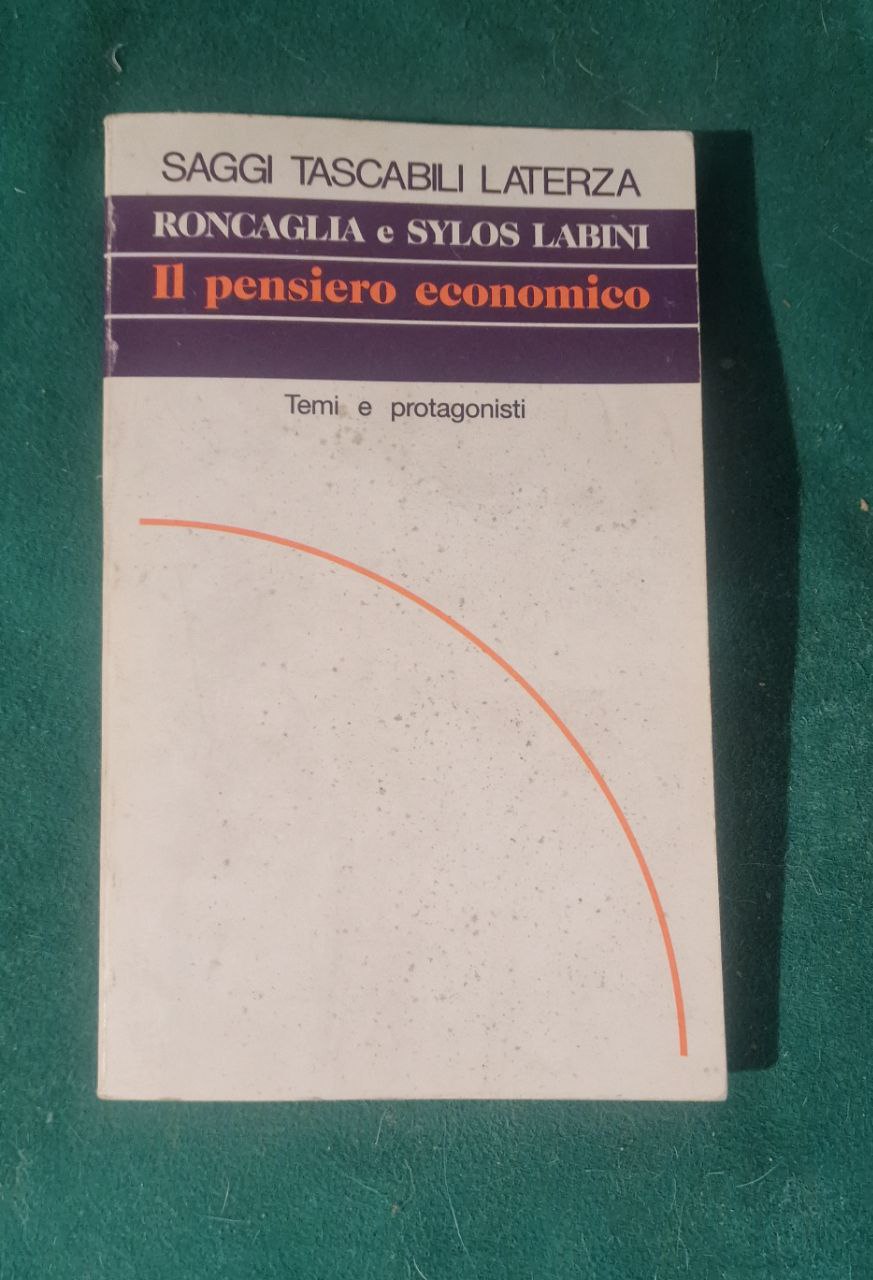 SAGGI TASCABILI LATERZA
RONCAGLIA e SYLOS LABINI
Il pensiero economico
Temi e protagonisti